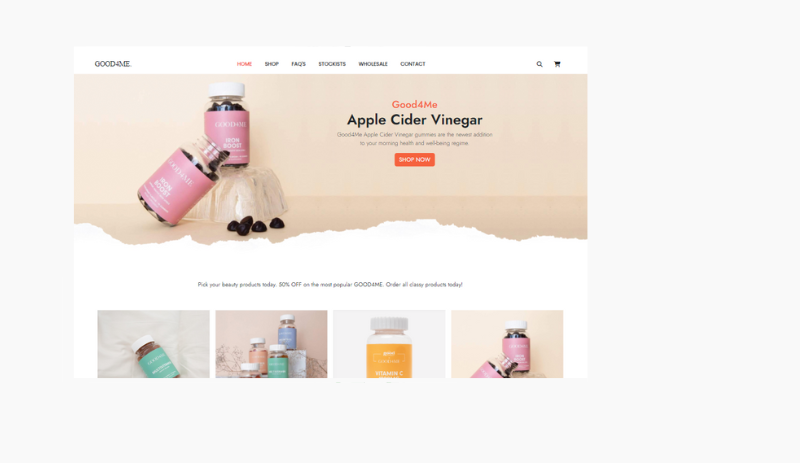 GOOD4ME.
HOME SHOP FAQ'S STOCKISTS WHOLESALE CONTACT
Good4Me
Apple Cider Vinegar
Good4Me Apple Cider Vinegar gummies are the newest addition
to your morning health and well-being regime
SHOP NOW
GOOD4ME
IRON
BOOST
GOOD4ME
IRON
BOOST
Pick your beauty products today. 50% OFF on the most popular GOOD4ME. Order all classy products today!
VITAMIN C